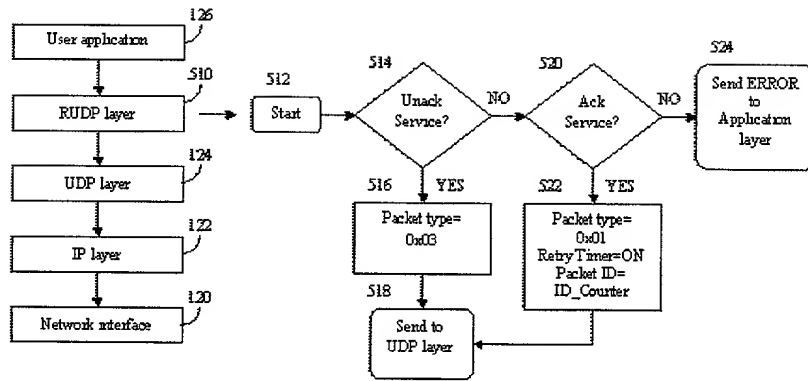 126
User application
510
RUDP layer
124
UDP layer
122
IP layer
120
Network interface
512
Start
514
Unack
Service?
NO
YES
516
Packet type=
0x03
518
Send to
UDP layer
520
Ack
Service?
NO
YES
522
Packet type=
0x01
RetryTimer=ON
Packet ID=
ID_Counter
524
Send ERROR
to
Application
layer